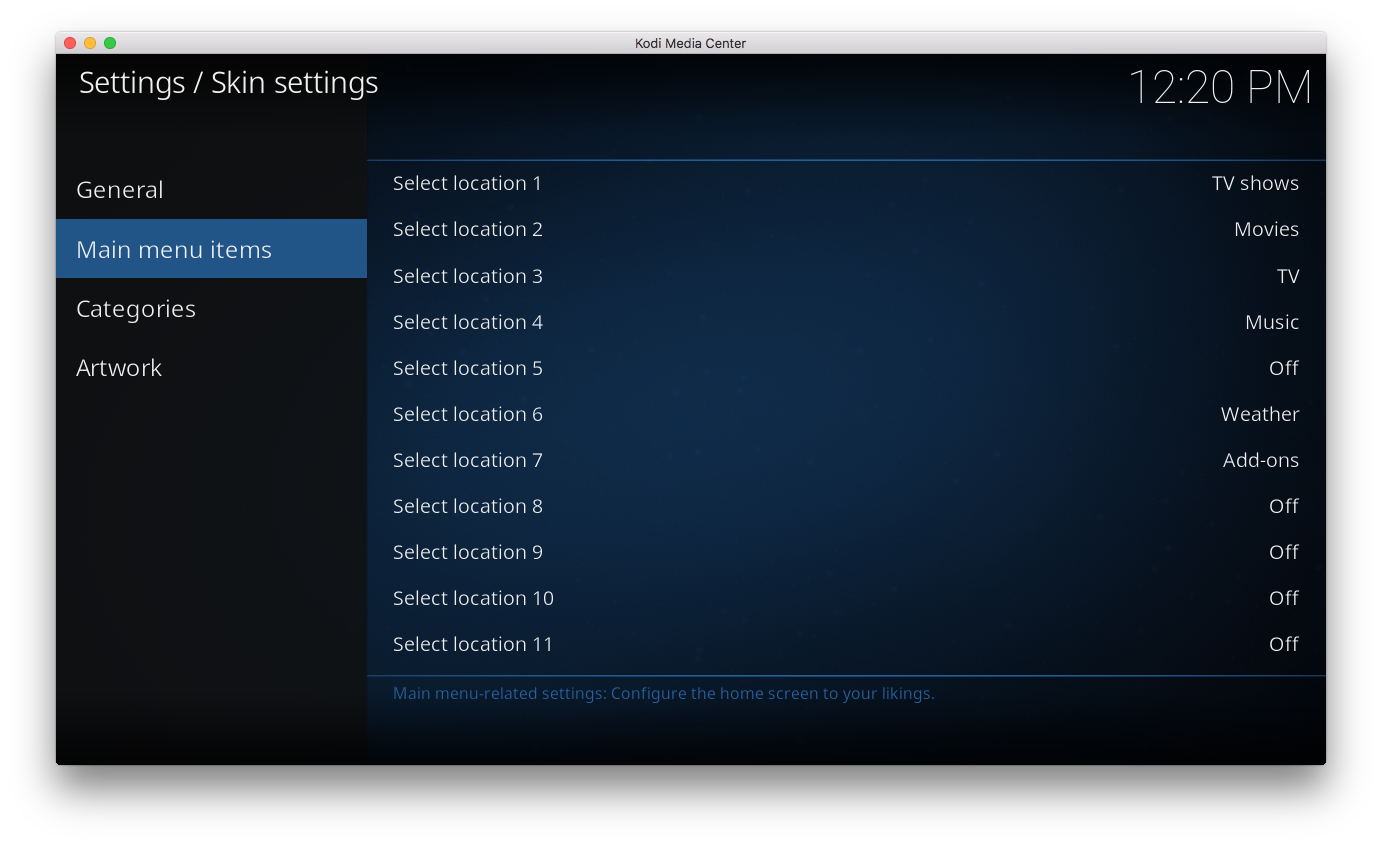 Kodi Media Center
Settings / Skin settings
12:20 PM
General
Main menu items
Categories
Artwork
Select location 1 TV shows
Select location 2 Movies
Select location 3 TV
Select location 4 Music
Select location 5 Off
Select location 6 Weather
Select location 7 Add-ons
Select location 8 Off
Select location 9 Off
Select location 10 Off
Select location 11 Off
Main menu-related settings: Configure the home screen to your likings.